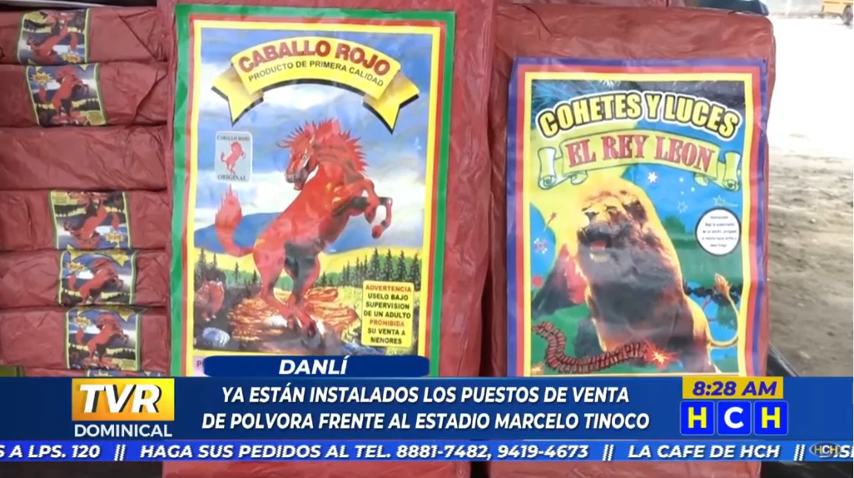 CABALLO ROJO
PRODUCTO DE PRIMERA CALIDAD
CABALLO ROJO
ORIGINAL
ADVERTENCIA
USELO BAJO
SUPERVISION
DE UN ADULTO
PROHIBIDA
SU VENTA A
MENORES
COHETES Y LUCES
EL REY LEON
DANLÍ
TVR
DOMINICAL
YA ESTÁN INSTALADOS LOS PUESTOS DE VENTA
DE POLVORA FRENTE AL ESTADIO MARCELO TINOCO
8:28 AM
HCH
S A LPS. 120 || HAGA SUS PEDIDOS AL TEL. 8881-7482, 9419-4673 || LA CAFE DE HCH ||
HCH